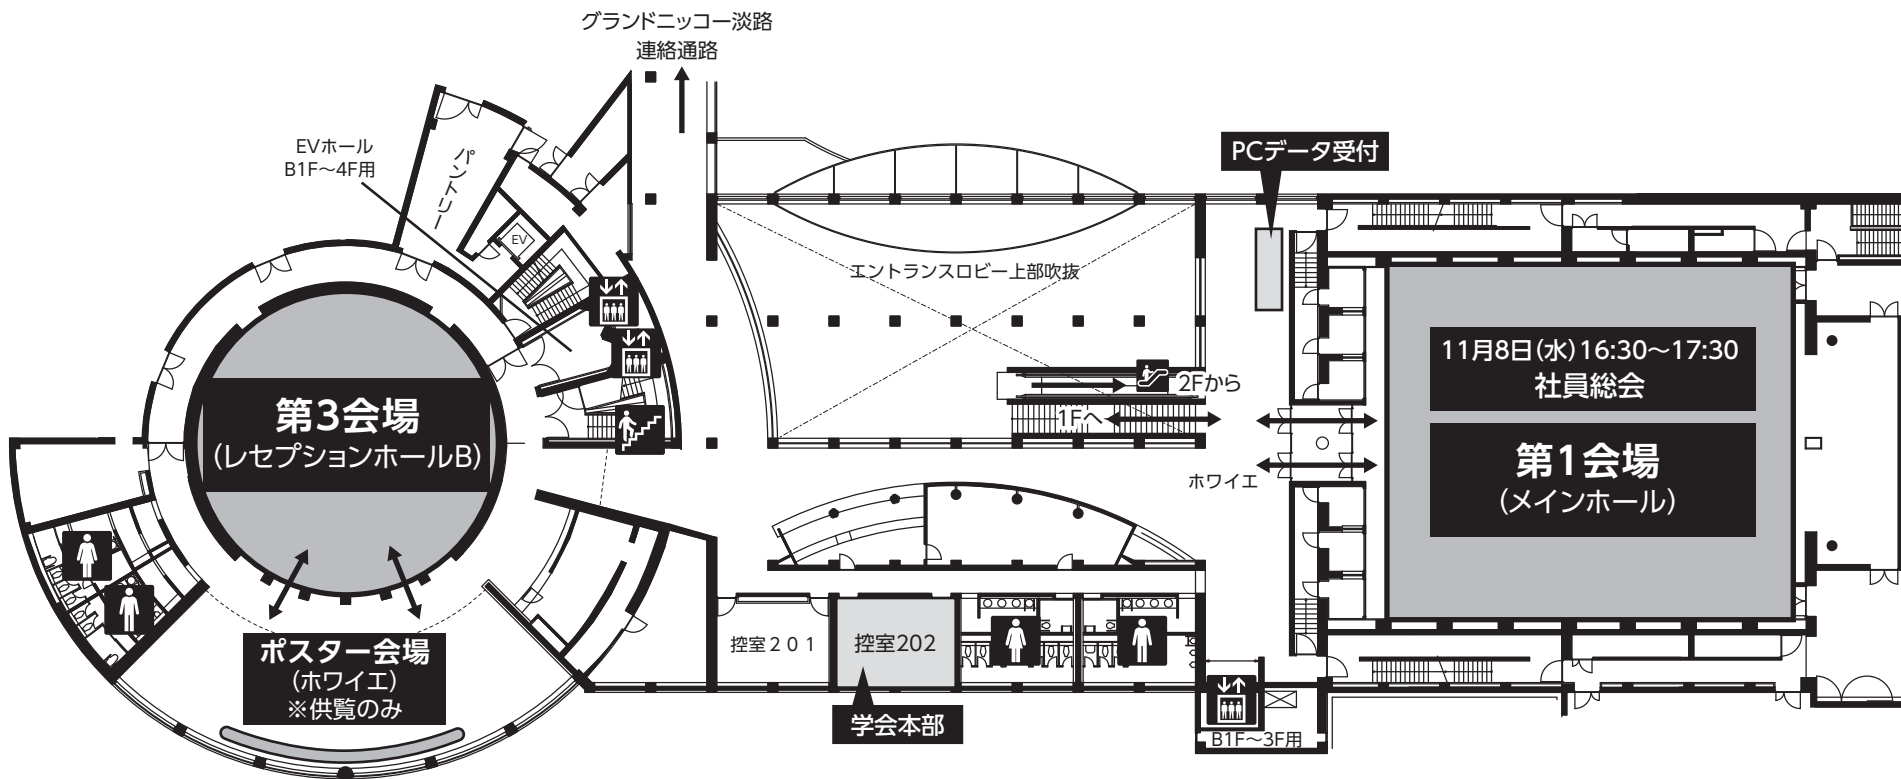 グランドニッコー淡路
連絡通路
EVホール
B1F～4F用
パントリー
EV
PCデータ受付
エントランスロビー上部吹抜
11月8日(水)16:30～17:30
社員総会
2Fから
1Fへ
第3会場
(レセプションホールB)
第1会場
(メインホール)
ホワイエ
ポスター会場
(ホワイエ)
※供覧のみ
控室２０１
控室202
学会本部
B1F～3F用